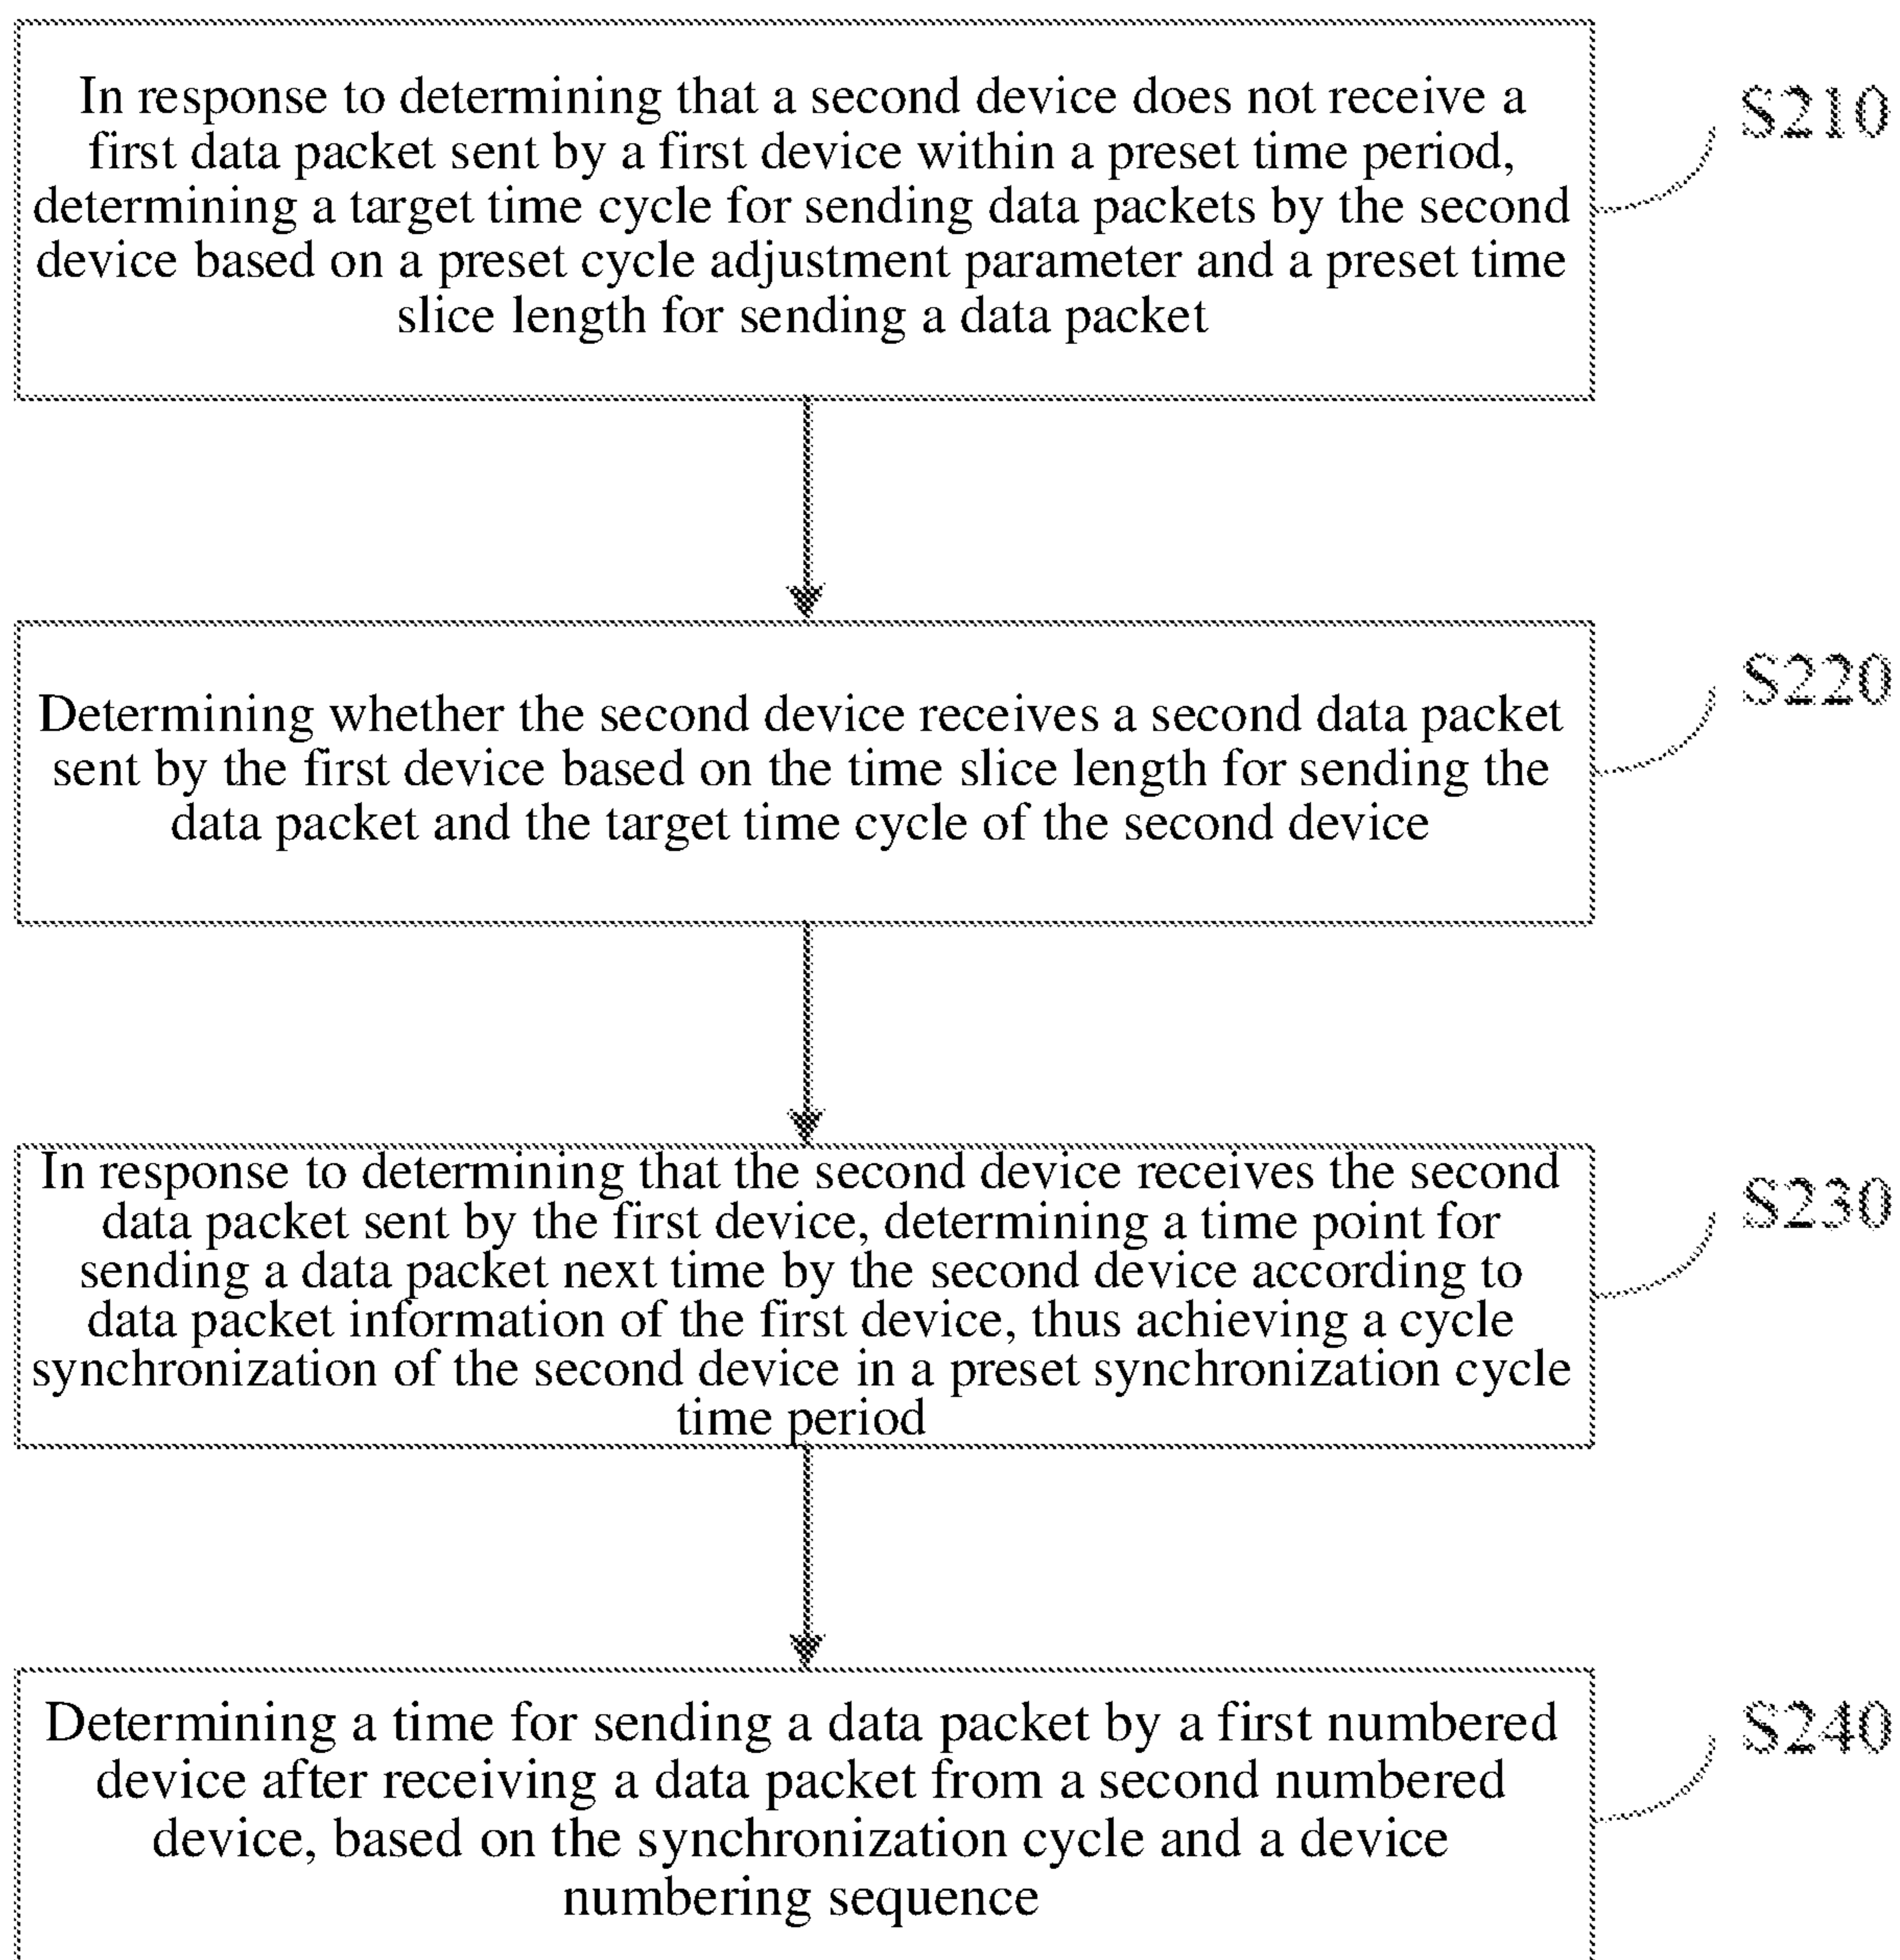 In response to determining that a second device does not receive a
first data packet sent by a first device within a preset time period,
determining a target time cycle for sending data packets by the second
device based on a preset cycle adjustment parameter and a preset time
slice length for sending a data packet
S210
Determining whether the second device receives a second data packet
sent by the first device based on the time slice length for sending the
data packet and the target time cycle of the second device
S220
In response to determining that the second device receives the second
data packet sent by the first device, determining a time point for
sending a data packet next time by the second device according to
data packet information of the first device, thus achieving a cycle
synchronization of the second device in a preset synchronization cycle
time period
S230
Determining a time for sending a data packet by a first numbered
device after receiving a data packet from a second numbered
device, based on the synchronization cycle and a device
numbering sequence
S240